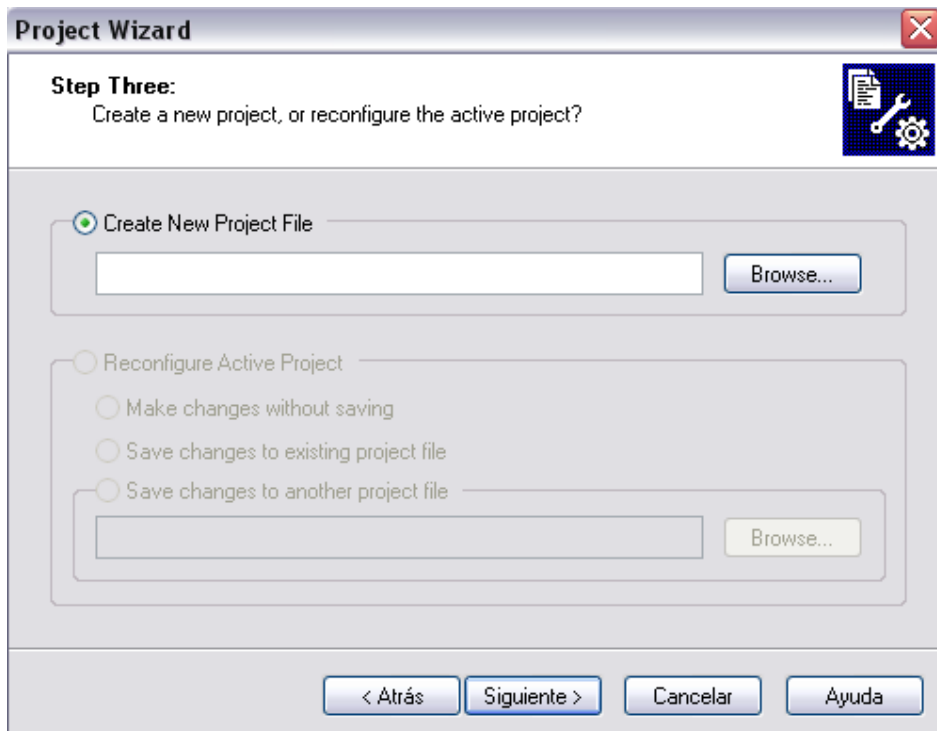 Project Wizard
Step Three:
Create a new project, or reconfigure the active project?
Create New Project File
Browse...
Reconfigure Active Project
Make changes without saving
Save changes to existing project file
Save changes to another project file
Browse...
< Atrás Siguiente > Cancelar Ayuda